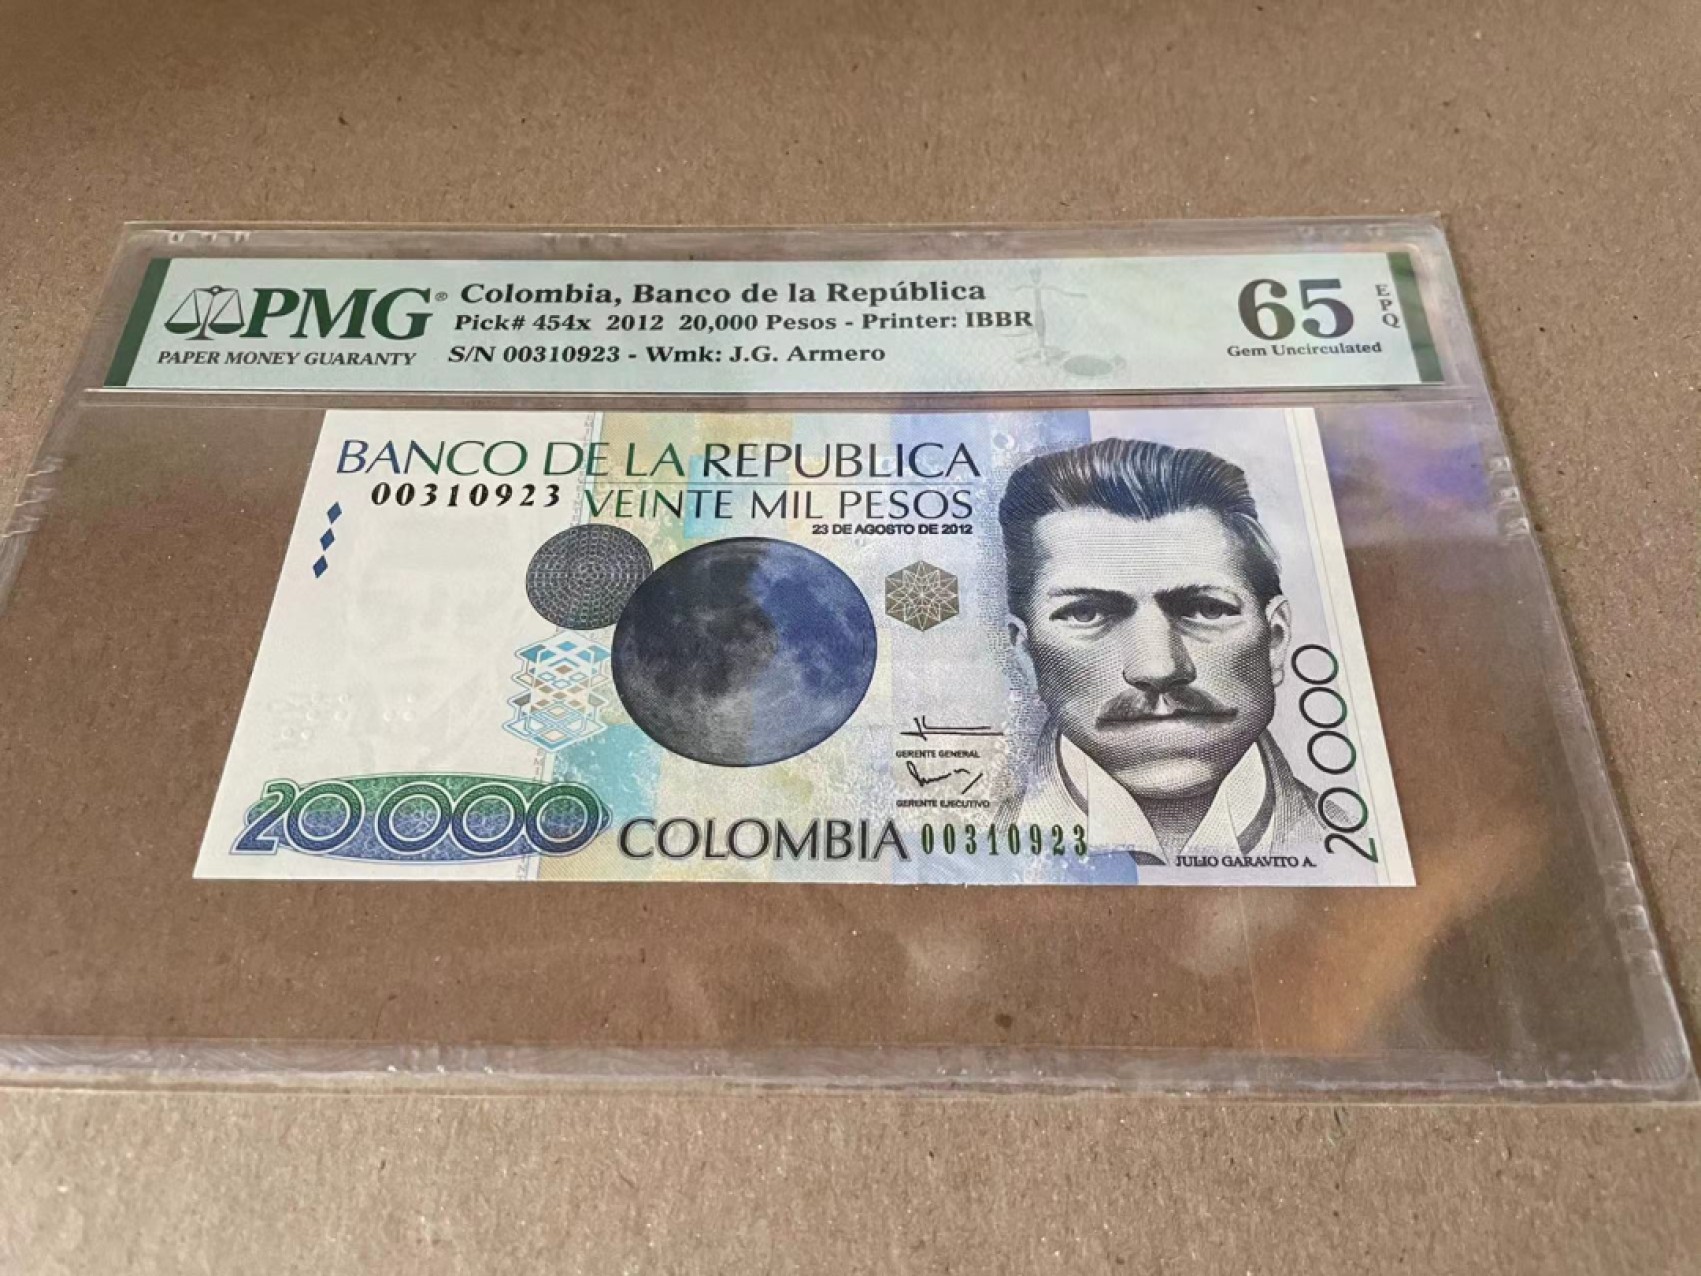 PMG®
PAPER MONEY GUARANTY
Colombia, Banco de la República
Pick# 454x 2012 20,000 Pesos - Printer: IBBR
S/N 00310923 - Wmk: J.G. Armero
65
EPQ
Gem Uncirculated
BANCO DE LA REPUBLICA
00310923
VEINTE MIL PESOS
23 DE AGOSTO DE 2012
GERENTE GENERAL
GERENTE EJECUTIVO
20000
COLOMBIA
00310923
JULIO GARAVITO A.
20000